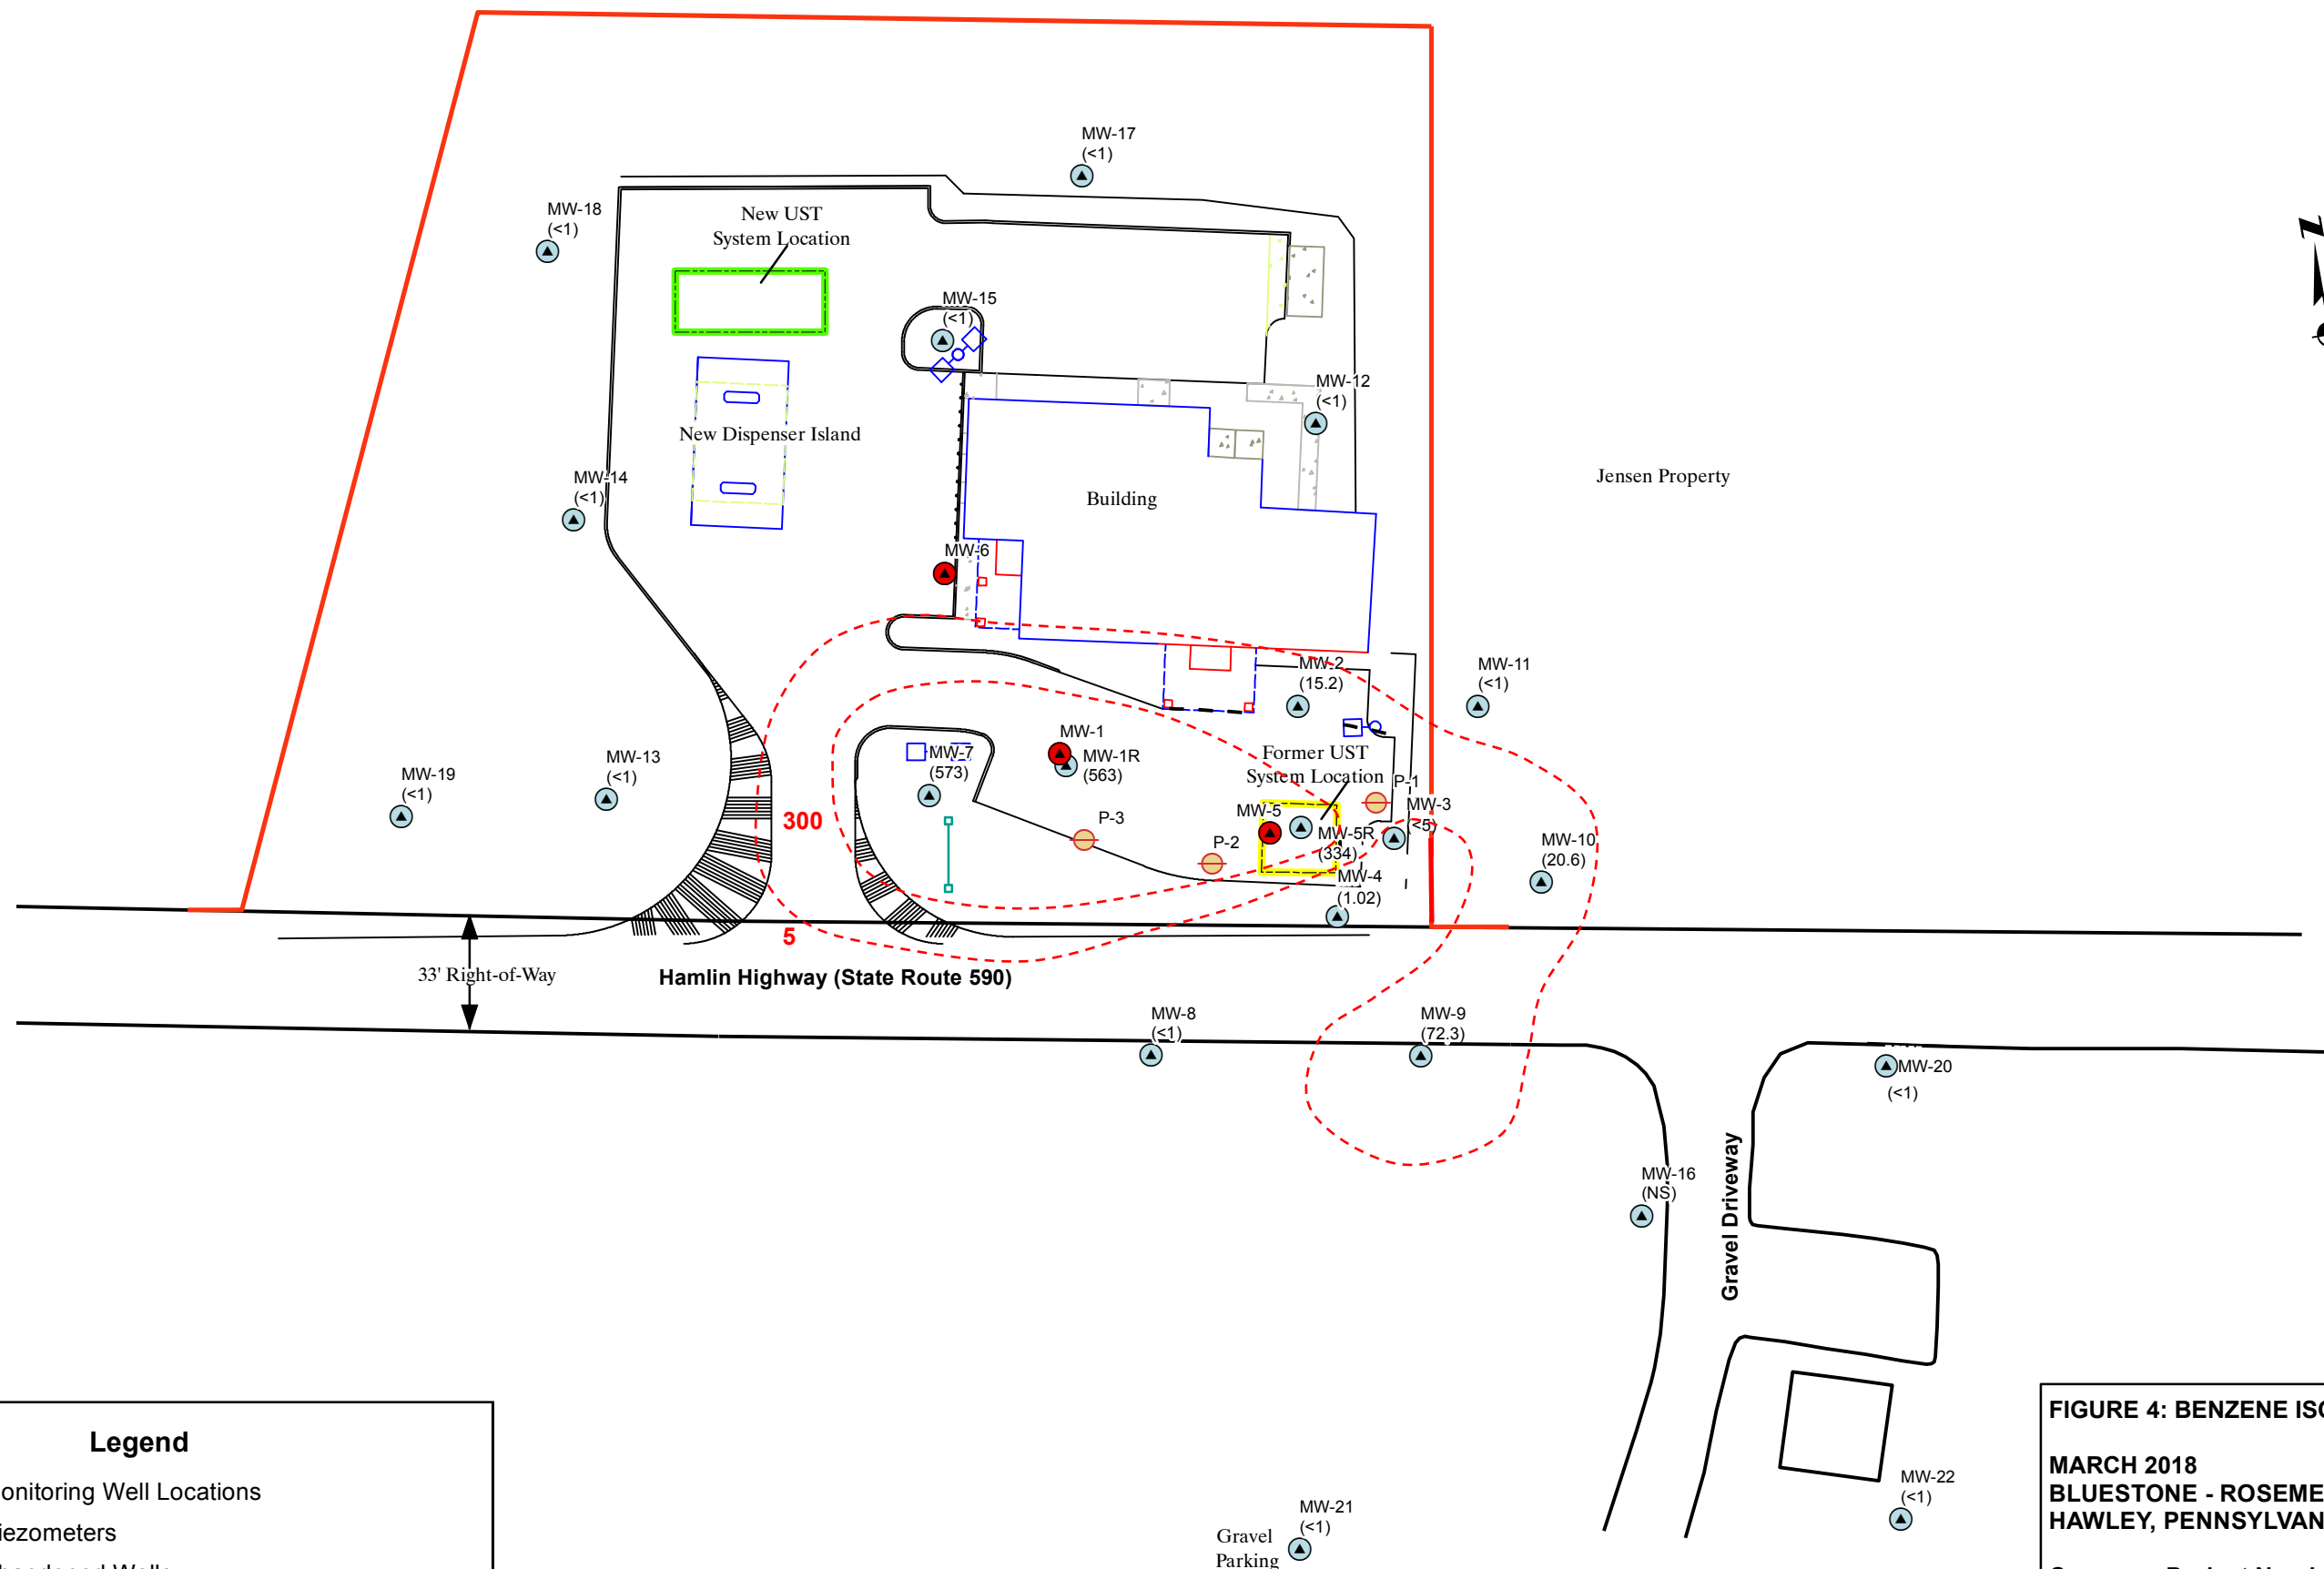 MW-17
(<1)
MW-18
(<1)
New UST
System Location
MW-15
(<1)
MW-12
(<1)
New Dispenser Island
Jensen Property
MW-14
(<1)
Building
MW-6
MW-2
(15.2)
MW-11
(<1)
MW-1
MW-1R
(563)
MW-7
(573)
Former UST
System Location
MW-13
(<1)
MW-19
(<1)
P-1
MW-3
(<5)
300
P-3
MW-5
MW-5R
(334)
P-2
MW-10
(20.6)
MW-4
(1.02)
5
33' Right-of-Way
Hamlin Highway (State Route 590)
MW-8
(<1)
MW-9
(72.3)
MW-20
(<1)
MW-16
(NS)
Gravel Driveway
MW-22
(<1)
MW-21
(<1)
Gravel
Parking
Legend
onitoring Well Locations
iezometers
FIGURE 4: BENZENE ISO
MARCH 2018
BLUESTONE - ROSEME
HAWLEY, PENNSYLVAN